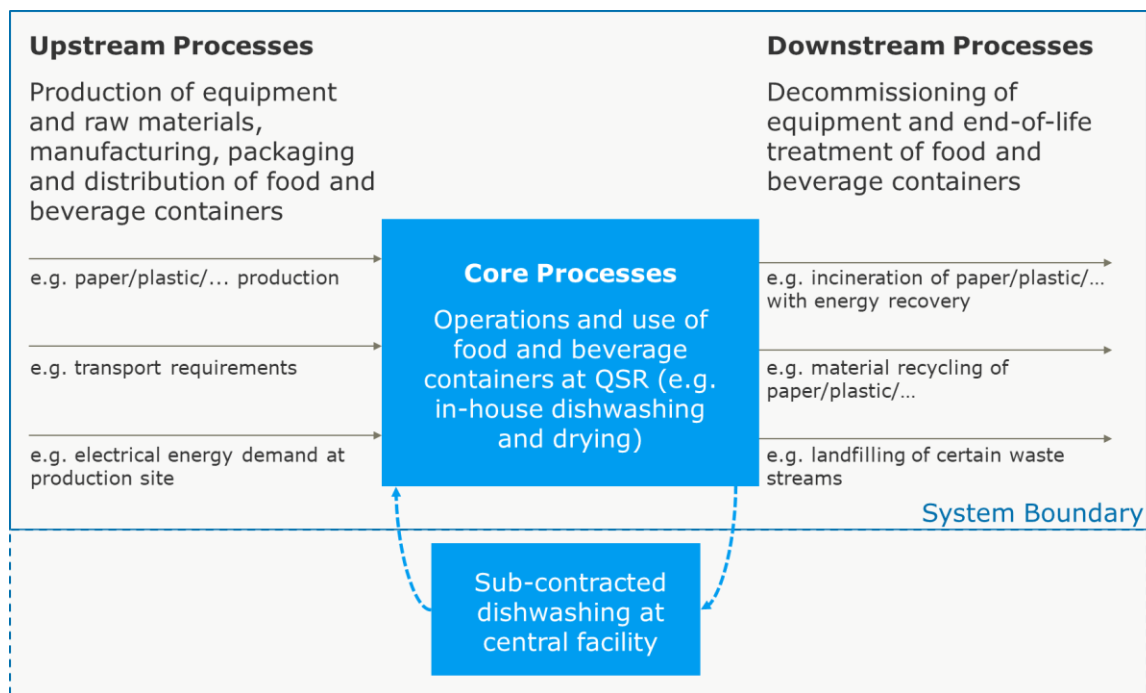 Upstream Processes
Production of equipment
and raw materials,
manufacturing, packaging
and distribution of food and
beverage containers
e.g. paper/plastic/... production
e.g. transport requirements
e.g. electrical energy demand at
production site
Core Processes
Operations and use of
food and beverage
containers at QSR (e.g.
in-house dishwashing
and drying)
Downstream Processes
Decommissioning of
equipment and end-of-life
treatment of food and
beverage containers
e.g. incineration of paper/plastic/...
with energy recovery
e.g. material recycling of
paper/plastic/...
e.g. landfilling of certain waste
streams
System Boundary
Sub-contracted
dishwashing at
central facility